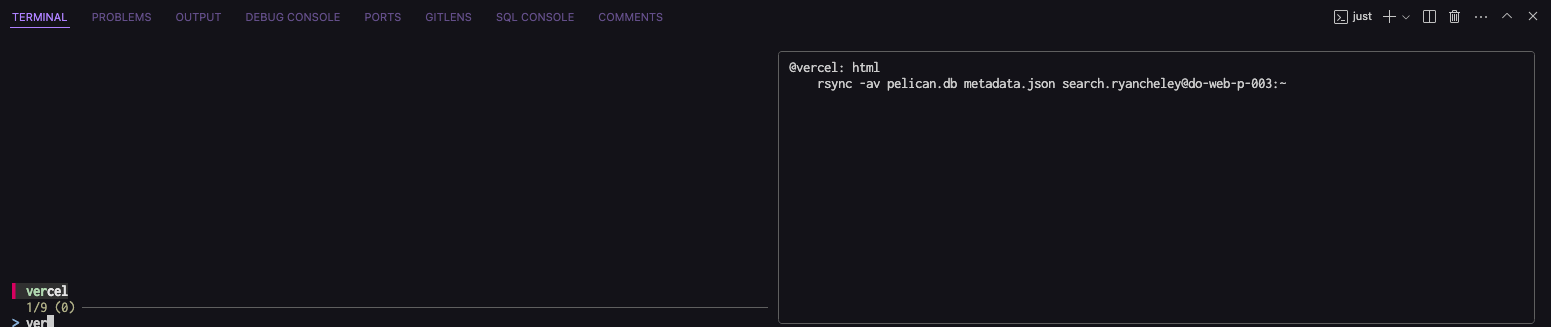 TERMINAL PROBLEMS OUTPUT DEBUG CONSOLE PORTS GITLENS SQL CONSOLE COMMENTS just
@vercel: html
rsync -av pelican.db metadata.json search.ryancheley@do-web-p-003:~
vercel
1/9 (0)
> ver